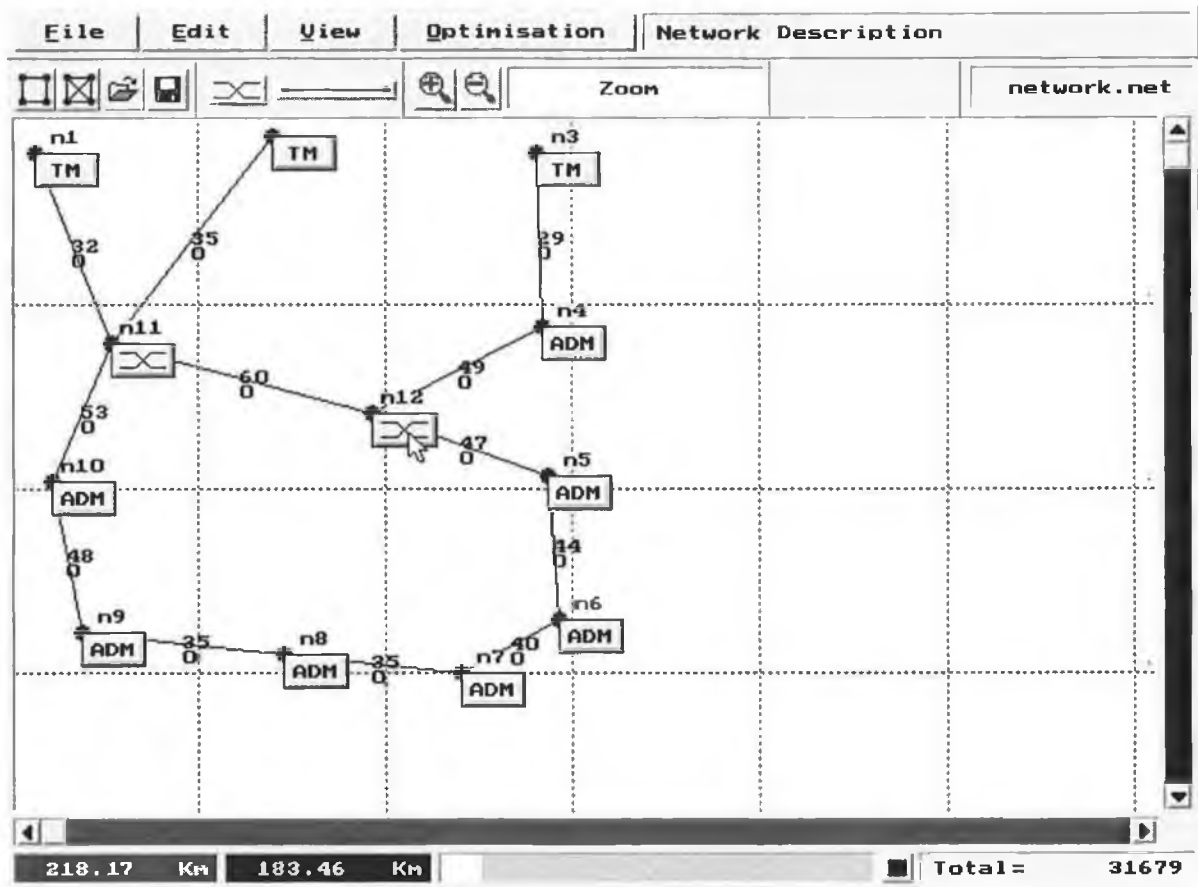 File Edit View Optimisation Network Description
Zoom network.net
n1
TM
TM
n3
TM
32
0
35
0
29
0
n11
n4
ADM
60
0
49
0
n12
53
0
47
0
n10
ADM
n5
ADM
48
0
44
0
n9
ADM
n6
ADM
35
0
n8
ADM
35
0
n7
ADM
40
0
218.17 Km 183.46 Km Total= 31679